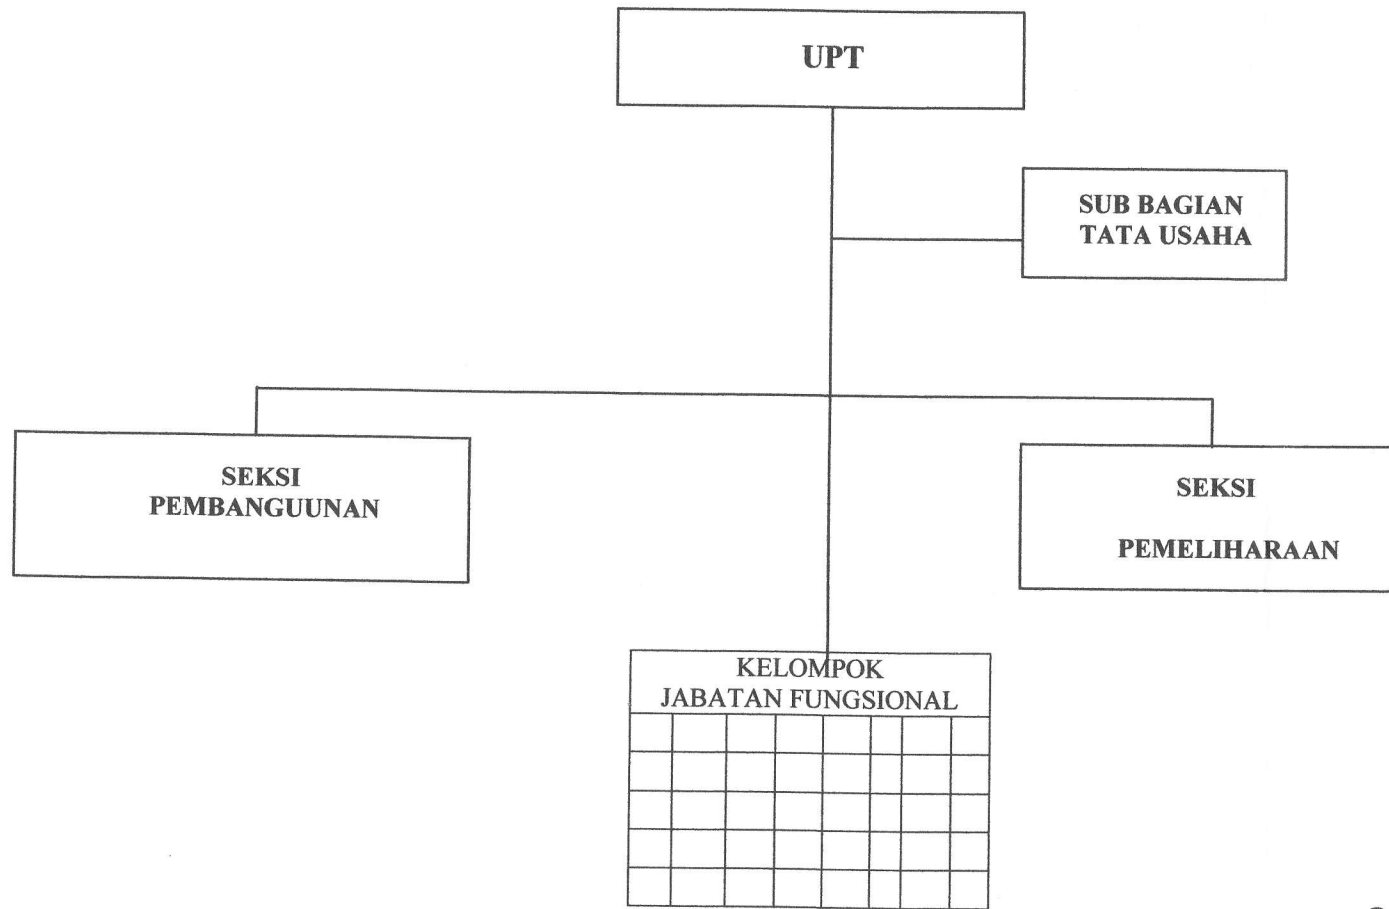 UPT
SUB BAGIAN
TATA USAHA
SEKSI
PEMBANGUUNAN
SEKSI
PEMELIHARAAN
KELOMPOK
JABATAN FUNGSIONAL